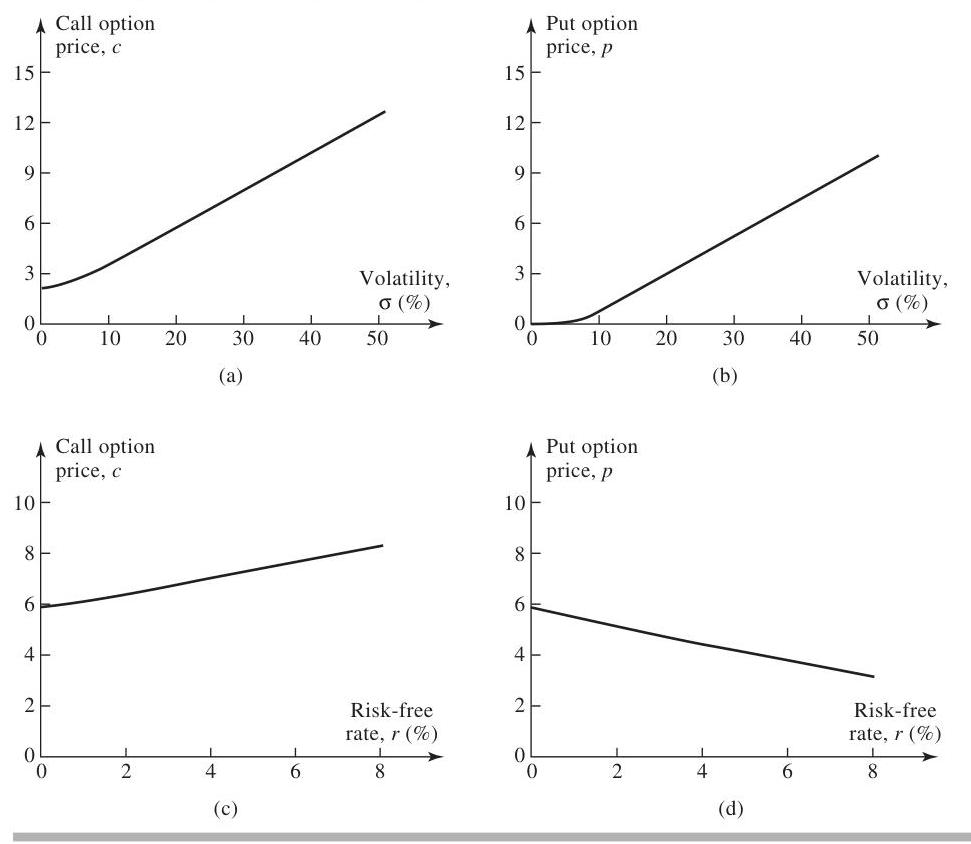 Call option
price, c
15
12
9
6
3
0
Volatility,
σ (%)
0 10 20 30 40 50
(a)
Put option
price, p
15
12
9
6
3
0
Volatility,
σ (%)
0 10 20 30 40 50
(b)
Call option
price, c
10
8
6
4
2
0
Risk-free
rate, r (%)
0 2 4 6 8
(c)
Put option
price, p
10
8
6
4
2
0
Risk-free
rate, r (%)
0 2 4 6 8
(d)